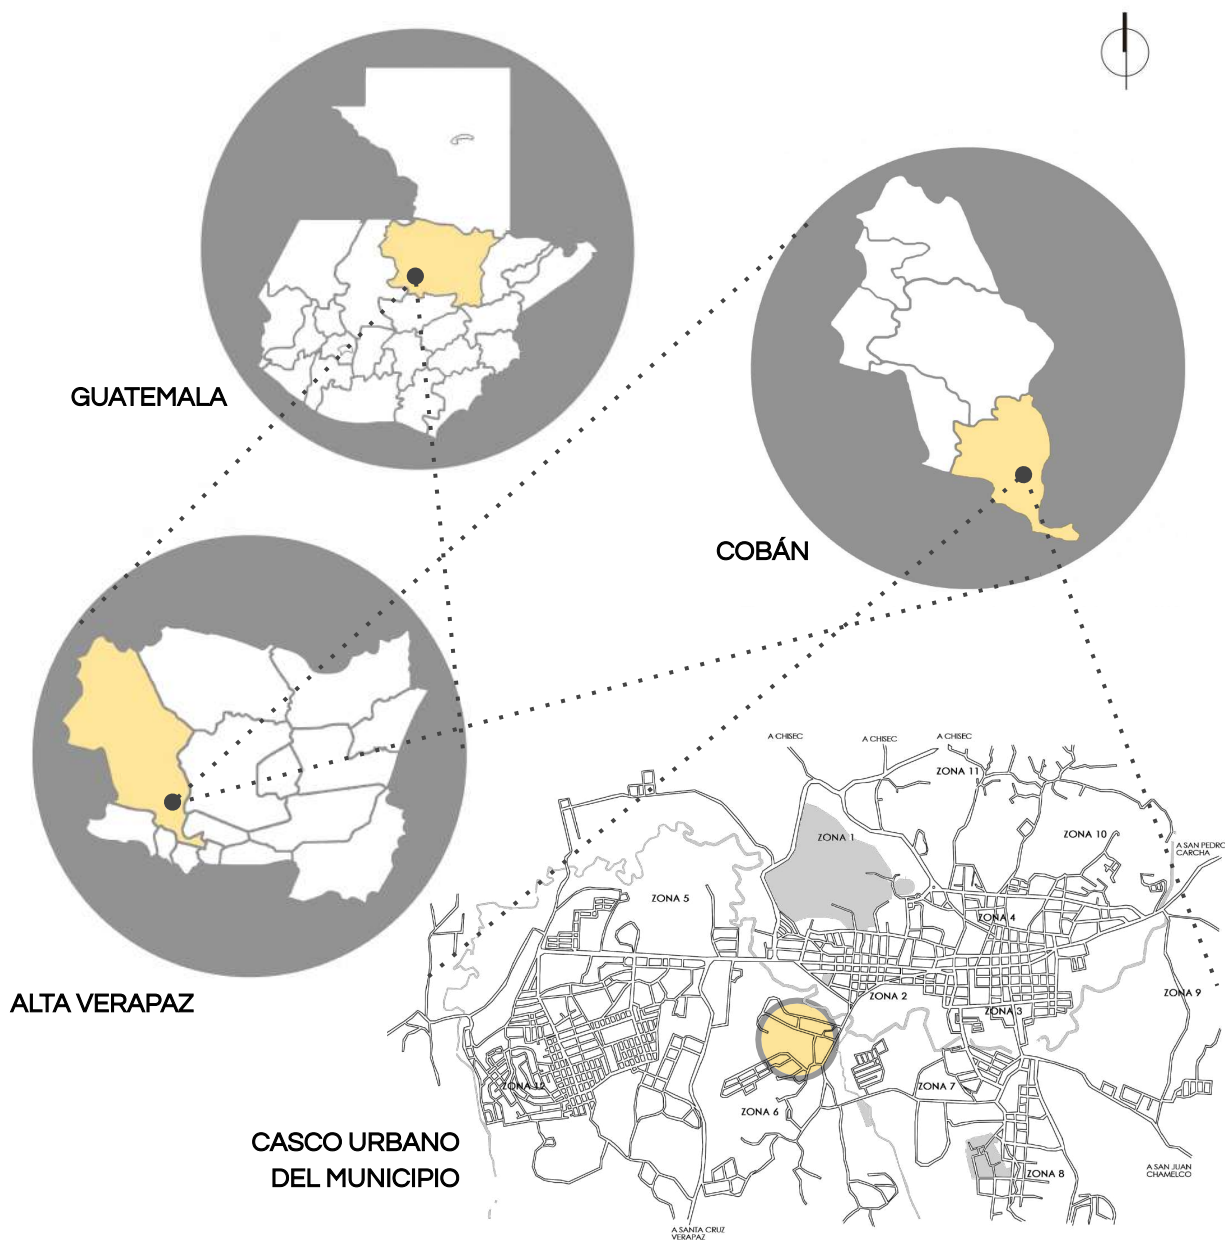 GUATEMALA
COBÁN
ALTA VERAPAZ
A CHISEC
A CHISEC
A CHISEC
ZONA 11
ZONA 1
ZONA 10
A SAN PEDRO
CARCHA
ZONA 5
ZONA 4
ZONA 2
ZONA 9
ZONA 3
ZONA 12
ZONA 7
ZONA 6
CASCO URBANO
DEL MUNICIPIO
ZONA 8
A SAN JUAN
CHAMELCO
A SANTA CRUZ
VERAPAZ